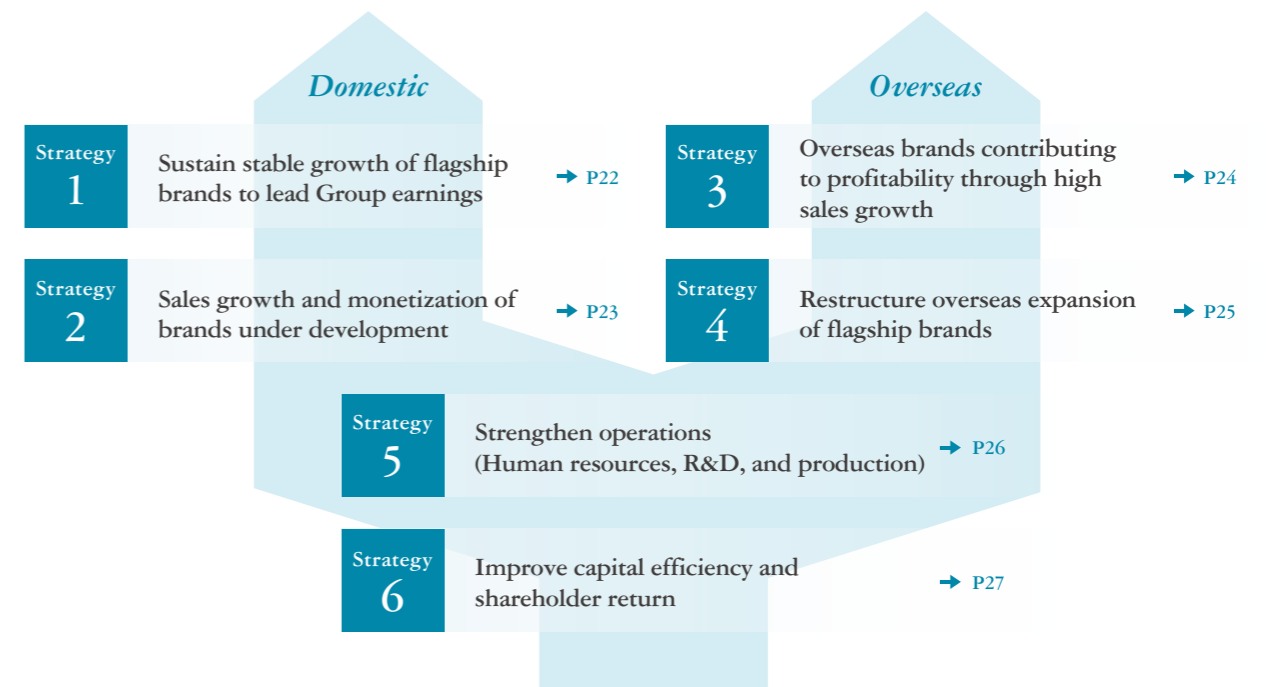 Domestic
Strategy
1
Sustain stable growth of flagship
brands to lead Group earnings
→ P22
Strategy
2
Sales growth and monetization of
brands under development
→ P23
Overseas
Strategy
3
Overseas brands contributing
to profitability through high
sales growth
→ P24
Strategy
4
Restructure overseas expansion
of flagship brands
→ P25
Strategy
5
Strengthen operations
(Human resources, R&D, and production)
→ P26
Strategy
6
Improve capital efficiency and
shareholder return
→ P27